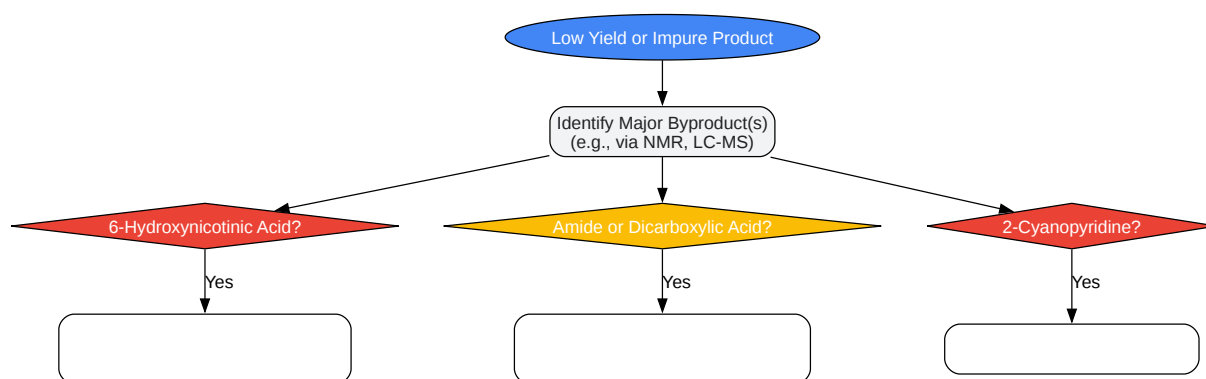 Low Yield or Impure Product
Identify Major Byproduct(s)
(e.g., via NMR, LC-MS)
6-Hydroxynicotinic Acid?
Amide or Dicarboxylic Acid?
2-Cyanopyridine?
Yes
Yes
Yes